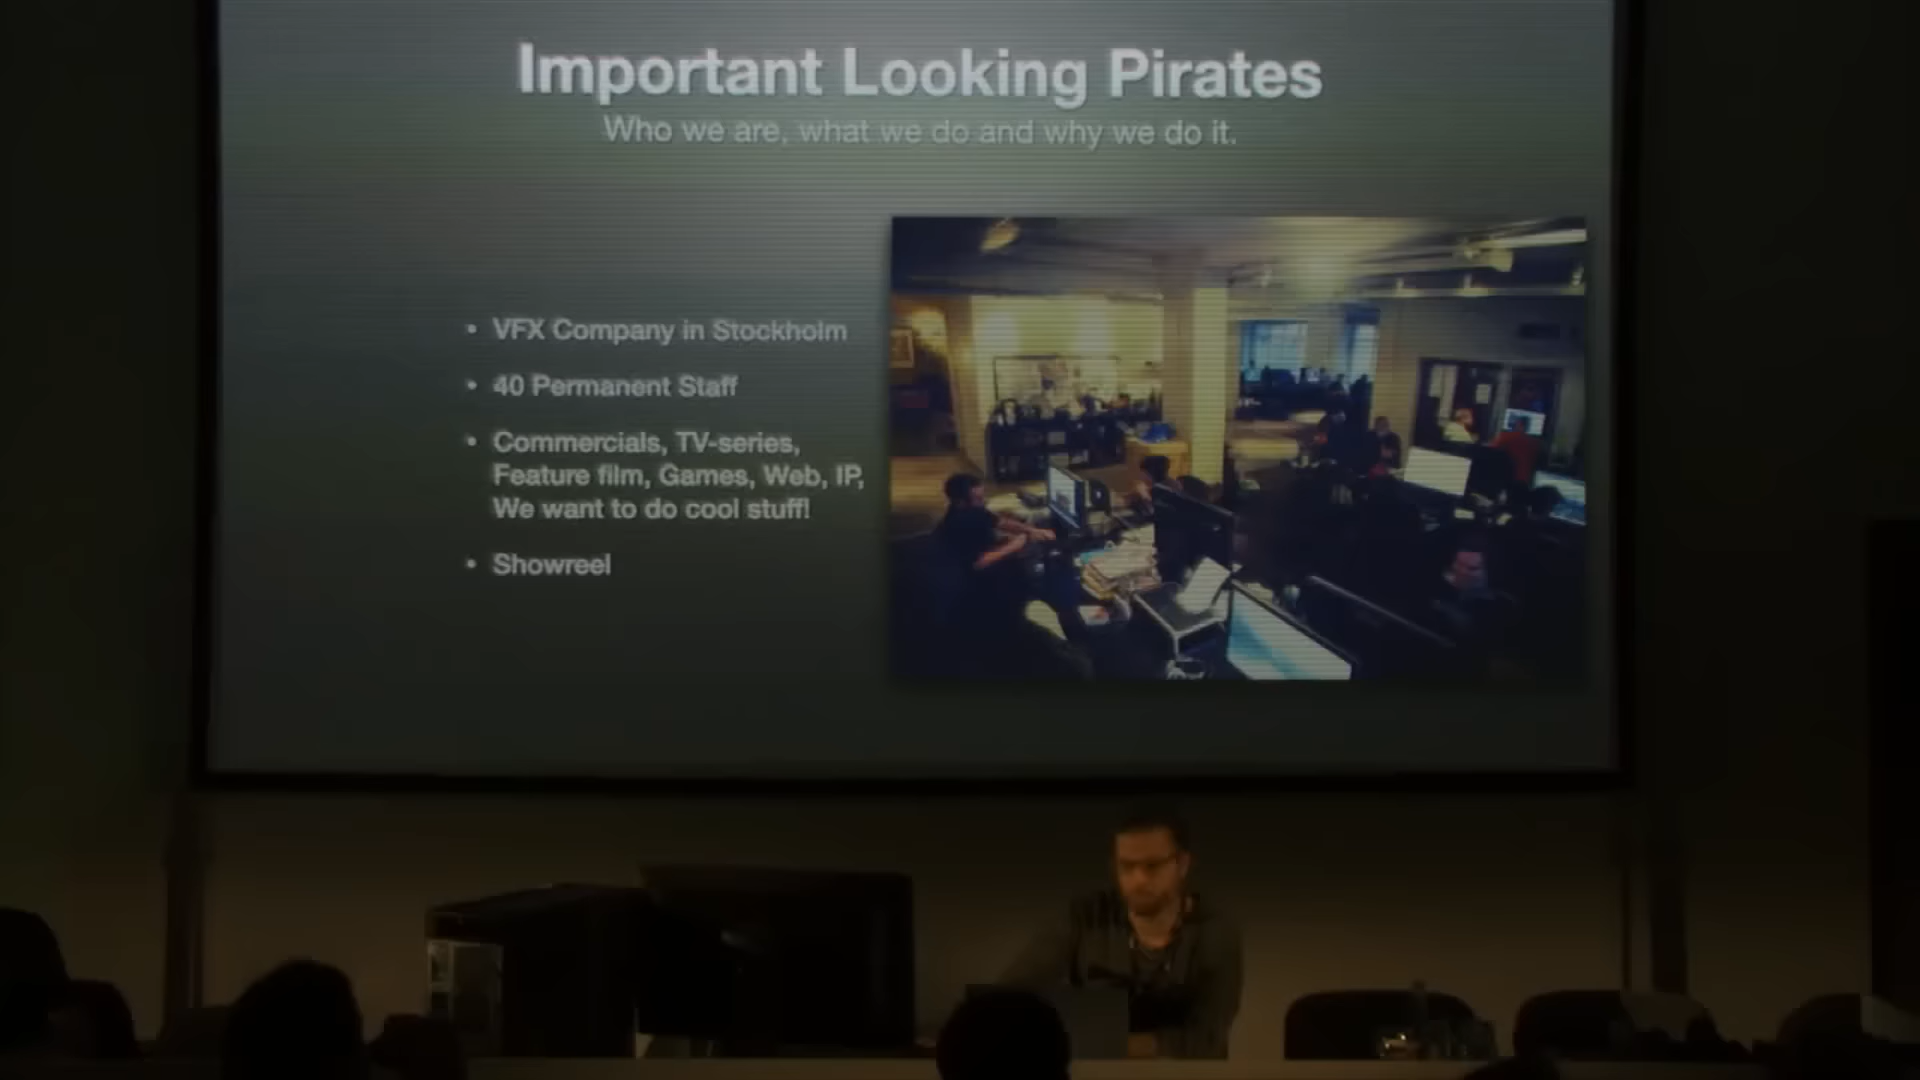 Important Looking Pirates
Who we are, what we do and why we do it.
• VFX Company in Stockholm
• 40 Permanent Staff
• Commercials, TV-series,
Feature film, Games, Web, IP,
We want to do cool stuff!
• Showreel